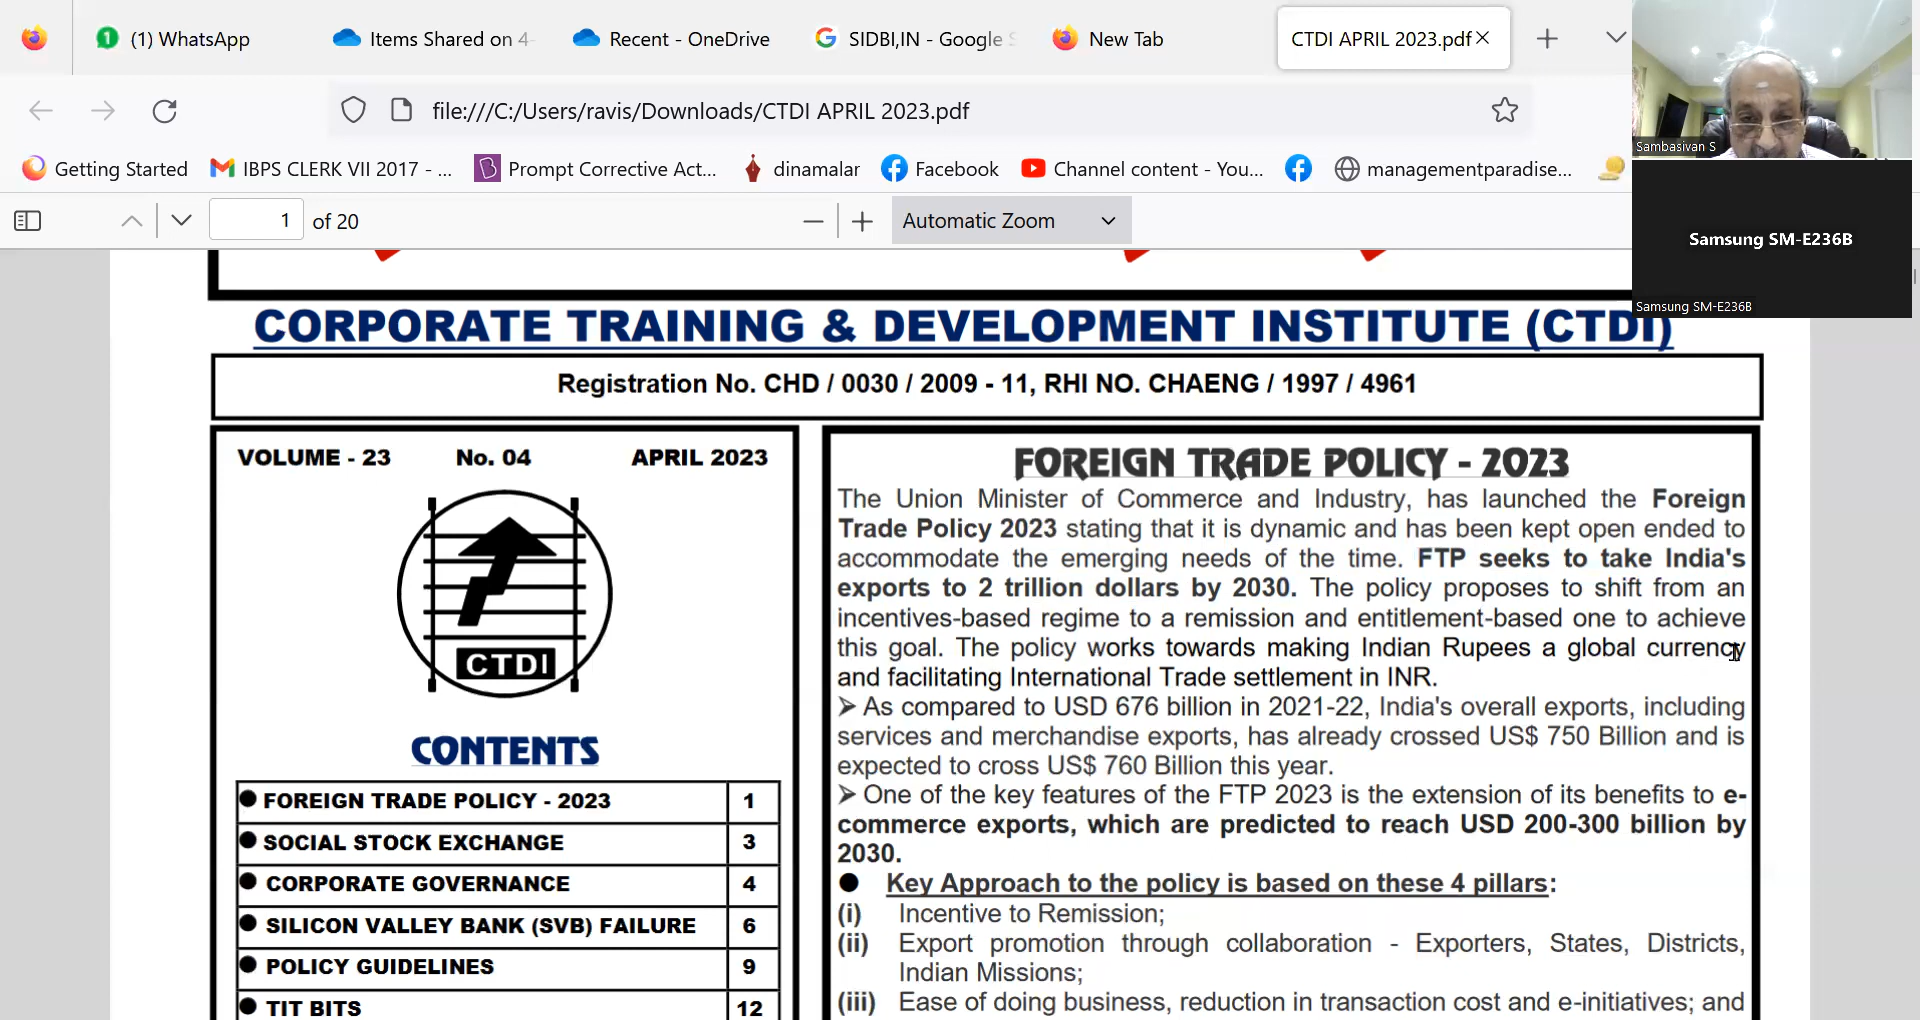 (1) WhatsApp
Items Shared on 4-
Recent - OneDrive
SIDBI,IN - Google S
New Tab
CTDI APRIL 2023.pdf
file:///C:/Users/ravis/Downloads/CTDI APRIL 2023.pdf
Getting Started
IBPS CLERK VII 2017 - ...
Prompt Corrective Act...
dinamalar
Facebook
Channel content - You...
managementparadise...
1 of 20
Automatic Zoom
Sambasivan S
Samsung SM-E236B
Samsung SM-E236B
CORPORATE TRAINING & DEVELOPMENT INSTITUTE (CTDI)
Registration No. CHD / 0030 / 2009 - 11, RHI NO. CHAENG / 1997 / 4961
VOLUME - 23 No. 04 APRIL 2023
CTDI
CONTENTS
FOREIGN TRADE POLICY - 2023 1
SOCIAL STOCK EXCHANGE 3
CORPORATE GOVERNANCE 4
SILICON VALLEY BANK (SVB) FAILURE 6
POLICY GUIDELINES 9
TIT BITS 12
FOREIGN TRADE POLICY - 2023
The Union Minister of Commerce and Industry, has launched the Foreign
Trade Policy 2023 stating that it is dynamic and has been kept open ended to
accommodate the emerging needs of the time. FTP seeks to take India's
exports to 2 trillion dollars by 2030. The policy proposes to shift from an
incentives-based regime to a remission and entitlement-based one to achieve
this goal. The policy works towards making Indian Rupees a global currency
and facilitating International Trade settlement in INR.
➢ As compared to USD 676 billion in 2021-22, India's overall exports, including
services and merchandise exports, has already crossed US$ 750 Billion and is
expected to cross US$ 760 Billion this year.
➢ One of the key features of the FTP 2023 is the extension of its benefits to e-
commerce exports, which are predicted to reach USD 200-300 billion by
2030.
● Key Approach to the policy is based on these 4 pillars:
(i) Incentive to Remission;
(ii) Export promotion through collaboration - Exporters, States, Districts,
Indian Missions;
(iii) Ease of doing business, reduction in transaction cost and e-initiatives; and